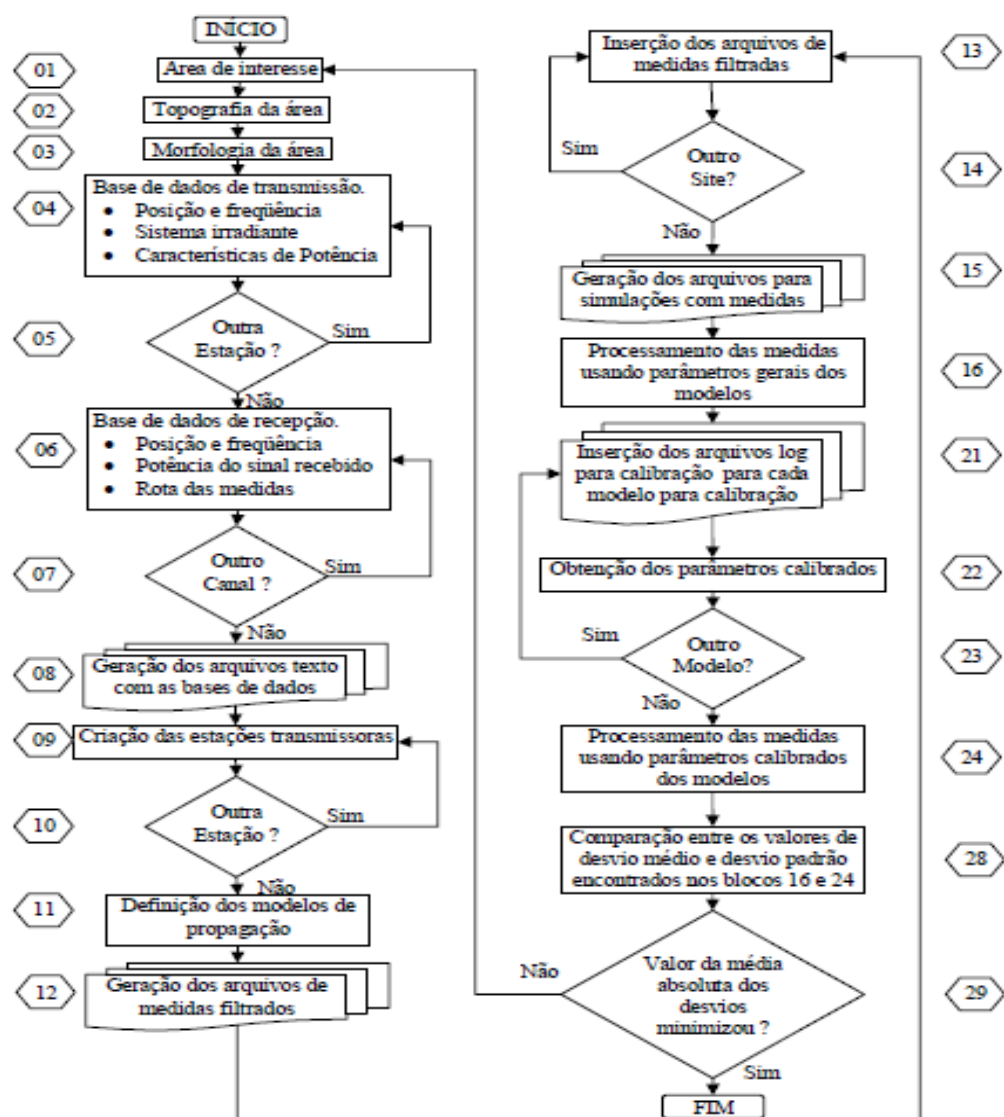 INÍCIO
01
Area de interesse
02
Topografia da área
03
Morfologia da área
04
Base de dados de transmissão.
• Posição e freqüência
• Sistema irradiante
• Características de Potência
05
Outra
Estação ?
Sim
Não
06
Base de dados de recepção.
• Posição e freqüência
• Potência do sinal recebido
• Rota das medidas
07
Outro
Canal ?
Sim
Não
08
Geração dos arquivos texto
com as bases de dados
09
Criação das estações transmissoras
10
Outra
Estação ?
Sim
Não
11
Definição dos modelos de
propagação
12
Geração dos arquivos de
medidas filtrados
Inserção dos arquivos de
medidas filtradas
13
Sim
Outro
Site?
14
Não
Geração dos arquivos para
simulações com medidas
15
Processamento das medidas
usando parâmetros gerais dos
modelos
16
Inserção dos arquivos log
para calibração para cada
modelo para calibração
21
Obtenção dos parâmetros calibrados
22
Sim
Outro
Modelo?
23
Não
Processamento das medidas
usando parâmetros calibrados
dos modelos
24
Comparação entre os valores de
desvio médio e desvio padrão
encontrados nos blocos 16 e 24
28
Não
Valor da média
absoluta dos
desvios
minimizou ?
29
Sim
FIM